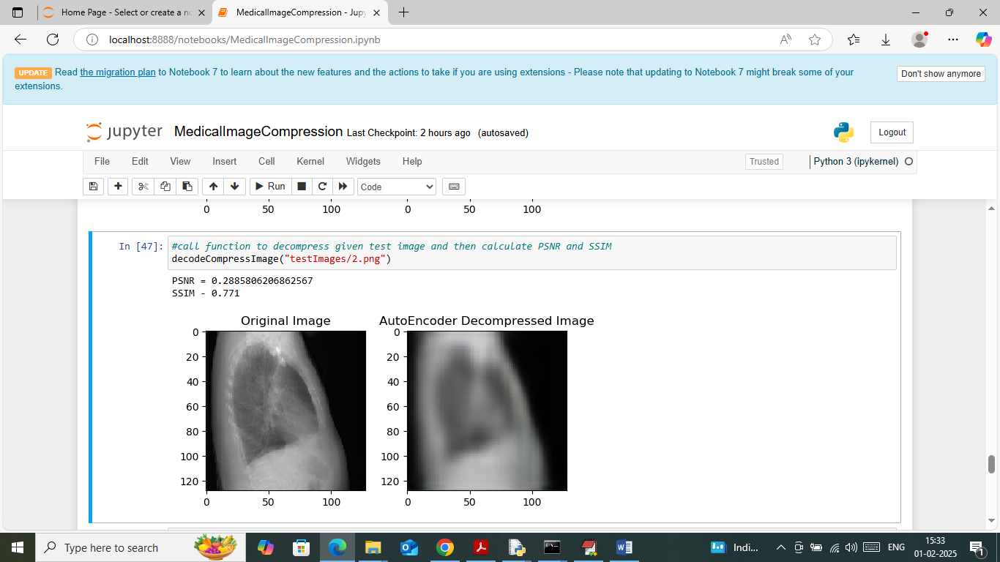 Home Page - Select or create a no
MedicalImageCompression - Jupy
localhost:8888/notebooks/MedicalImageCompression.ipynb
UPDATE Read the migration plan to Notebook 7 to learn about the new features and the actions to take if you are using extensions - Please note that updating to Notebook 7 might break some of your
extensions.
Don't show anymore
jupyter MedicalImageCompression Last Checkpoint: 2 hours ago (autosaved)
Logout
File Edit View Insert Cell Kernel Widgets Help
Trusted
Python 3 (ipykernel)
Run
Code
0 50 100 0 50 100
In [47]: #call function to decompress given test image and then calculate PSNR and SSIM
decodeCompressImage("testImages/2.png")
PSNR = 0.2885806206862567
SSIM - 0.771
Original Image AutoEncoder Decompressed Image
0 0
20 20
40 40
60 60
80 80
100 100
120 120
0 50 100 0 50 100
Type here to search
Indi...
ENG
15:33
01-02-2025
1